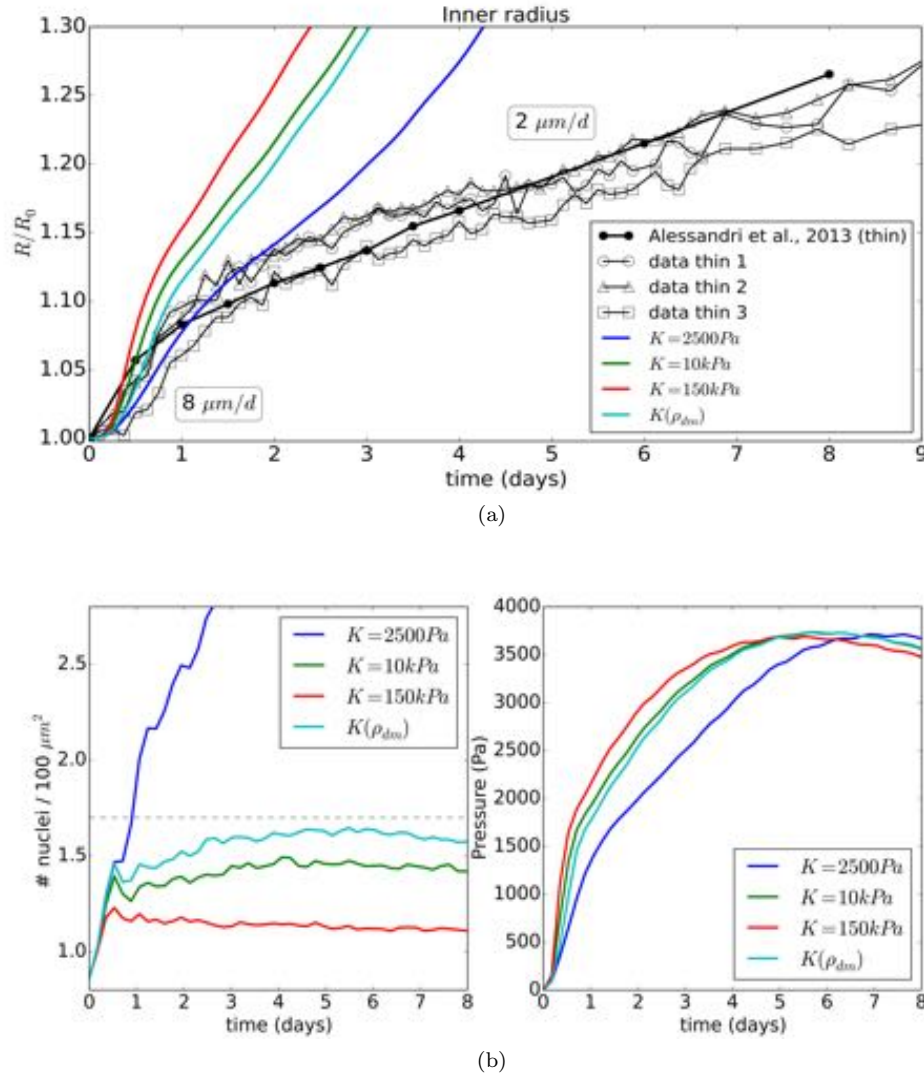 Inner radius
1.30
1.25
1.20
1.15
1.10
1.05
1.00
R/R₀
2 μm/d
8 μm/d
Alessandri et al., 2013 (thin)
data thin 1
data thin 2
data thin 3
K = 2500Pa
K = 10kPa
K = 150kPa
K(ρdm)
0 1 2 3 4 5 6 7 8 9
time (days)
(a)
2.5
2.0
1.5
1.0
# nuclei / 100 μm²
K = 2500Pa
K = 10kPa
K = 150kPa
K(ρdm)
0 1 2 3 4 5 6 7 8
time (days)
4000
3500
3000
2500
2000
1500
1000
500
0
Pressure (Pa)
K = 2500Pa
K = 10kPa
K = 150kPa
K(ρdm)
0 1 2 3 4 5 6 7 8
time (days)
(b)